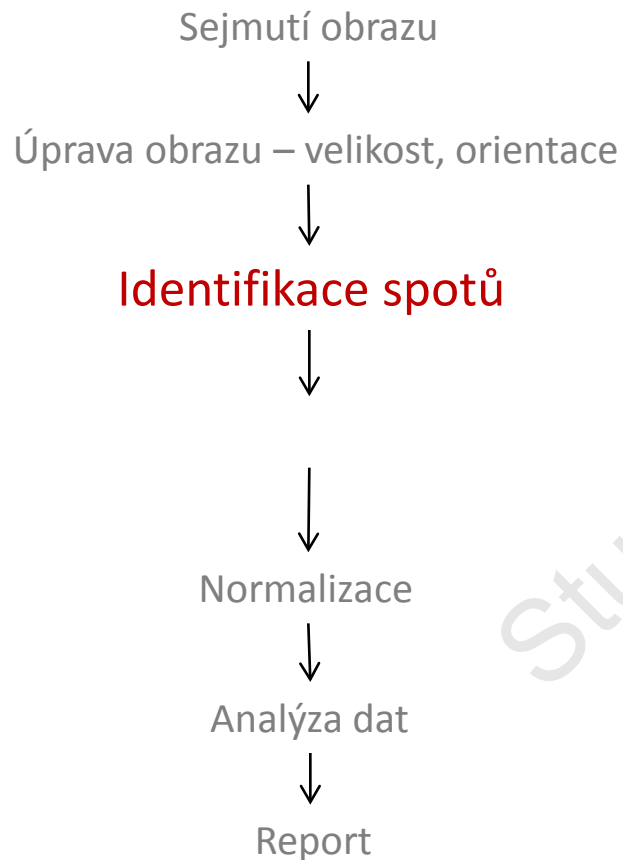 Sejmutí obrazu
Úprava obrazu – velikost, orientace
Identifikace spotů
Normalizace
Analýza dat
Report